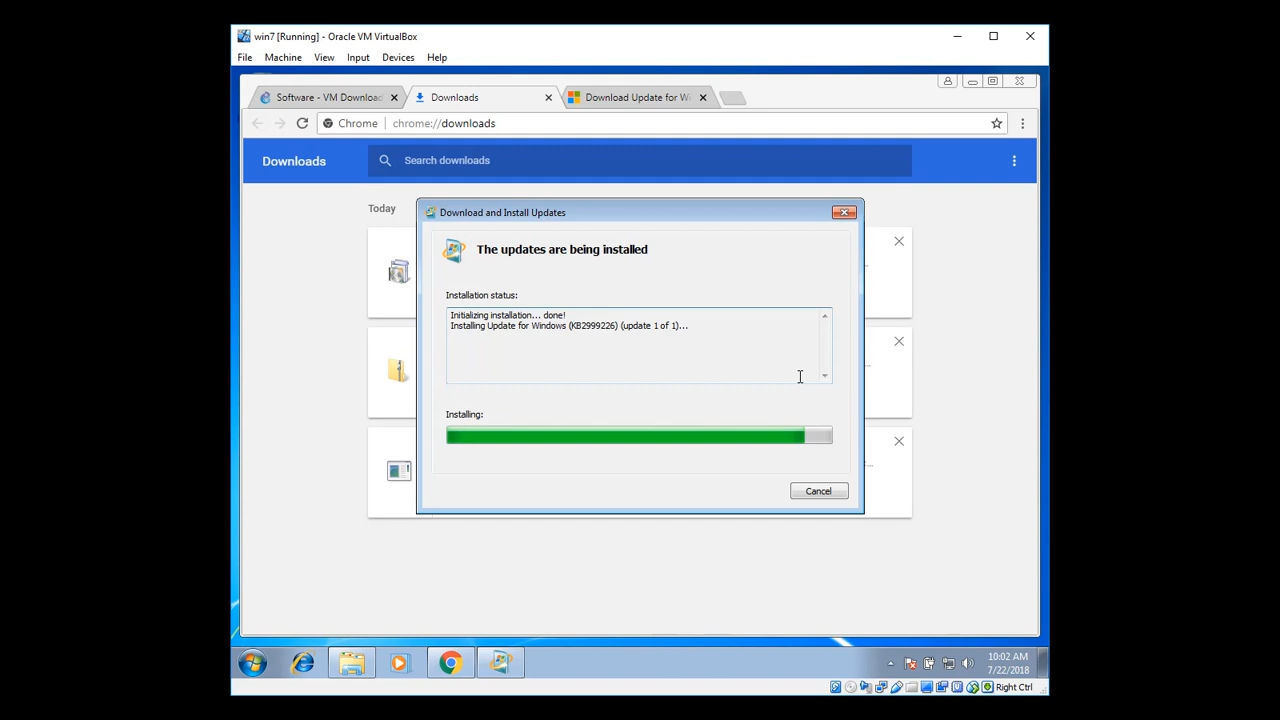 win7 [Running] - Oracle VM VirtualBox
File Machine View Input Devices Help
Software - VM Download
Downloads
Download Update for Wi
Chrome
chrome://downloads
Downloads
Search downloads
Today
Download and Install Updates
The updates are being installed
Installation status:
Initializing installation... done!
Installing Update for Windows (KB2999226) (update 1 of 1)...
Installing:
Cancel
10:02 AM
7/22/2018
Right Ctrl